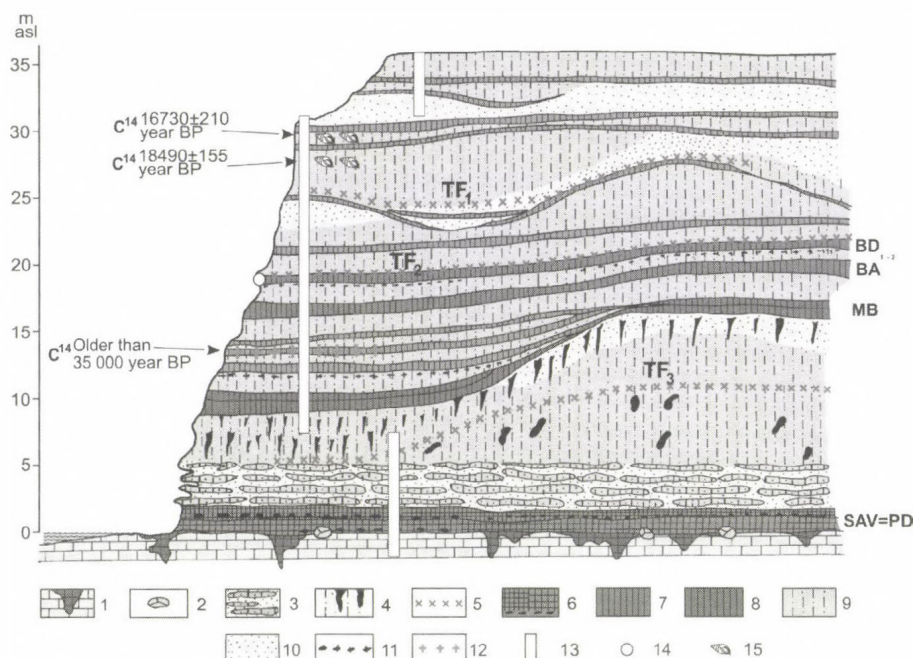 m
asl
35
30
25
20
15
10
5
0
C14 16730±210
year BP
C14 18490±155
year BP
C14 Older than
35 000 year BP
TF1
TF2
TF3
BD
BA 1-2
MB
SAV=PD
1 2 3 4 5 6 7 8 9
10 11 12 13 14 15